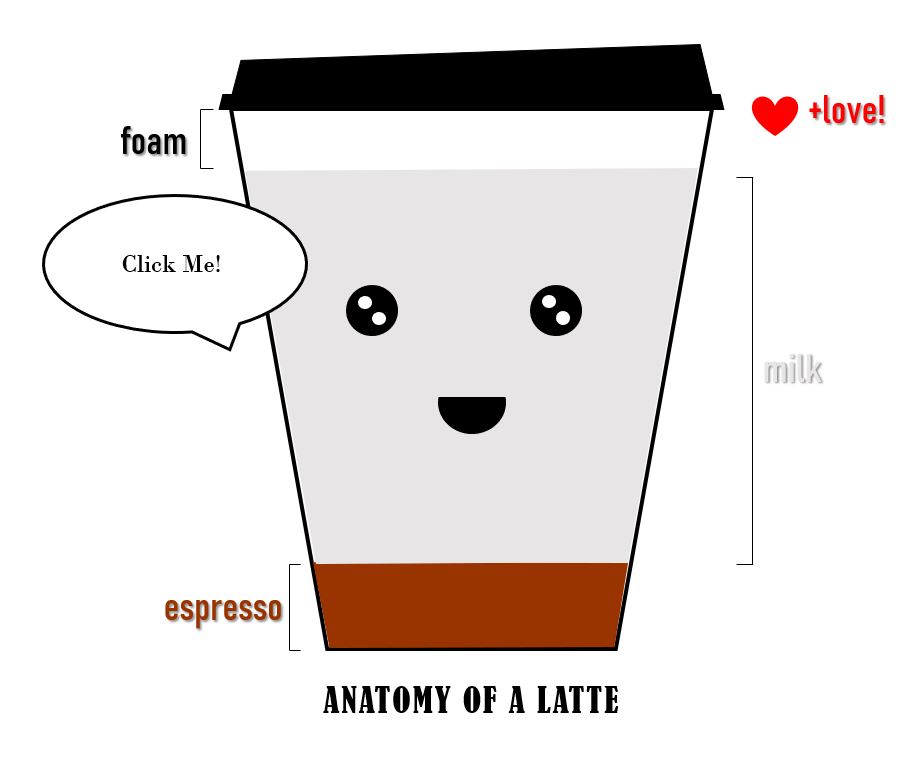 +love!
foam
Click Me!
milk
espresso
ANATOMY OF A LATTE